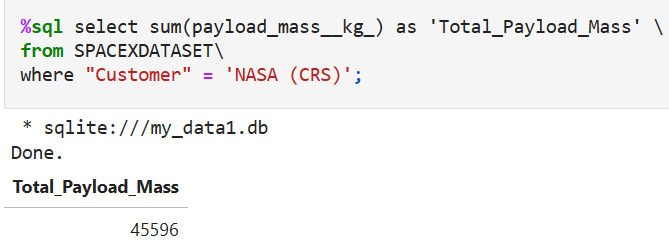 %sql select sum(payload_mass__kg_) as 'Total_Payload_Mass' \
from SPACEXDATASET\
where "Customer" = 'NASA (CRS)';
* sqlite:///my_data1.db
Done.
Total_Payload_Mass
45596